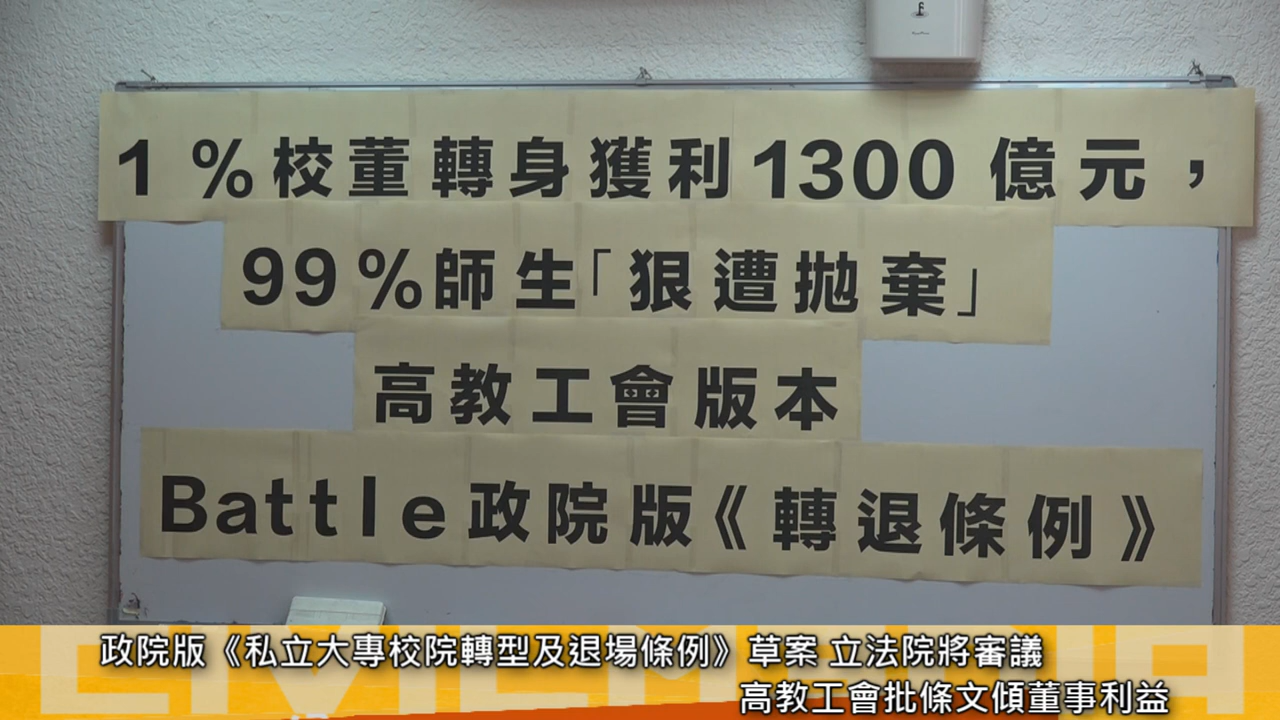 1%校董轉身獲利1300億元，
99%師生「狠遭拋棄」
高教工會版本
Battle政院版《轉退條例》
政院版《私立大專校院轉型及退場條例》草案 立法院將審議
高教工會批條文傾董事利益